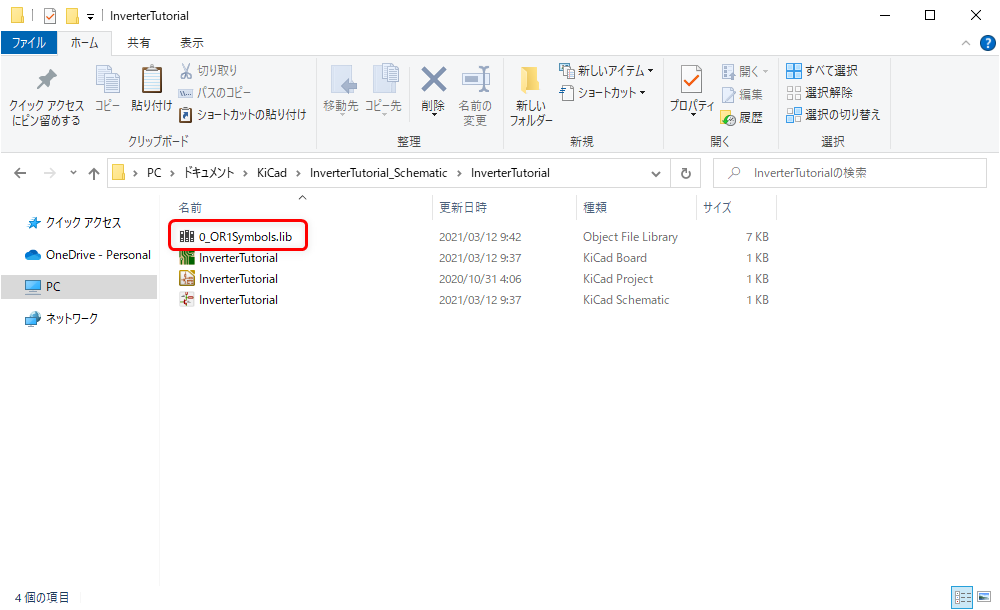 InverterTutorial
ファイル ホーム 共有 表示
クイック アクセス
にピン留めする
コピー
貼り付け
切り取り
パスのコピー
ショートカットの貼り付け
クリップボード
移動先
コピー先
削除
名前の
変更
整理
新しい
フォルダー
新しいアイテム
ショートカット
新規
プロパティ
開く
編集
履歴
開く
すべて選択
選択解除
選択の切り替え
選択
PC > ドキュメント > KiCad > InverterTutorial_Schematic > InverterTutorial
InverterTutorialの検索
クイック アクセス
OneDrive - Personal
PC
ネットワーク
名前 更新日時 種類 サイズ
0_OR1Symbols.lib 2021/03/12 9:42 Object File Library 7 KB
InverterTutorial 2021/03/12 9:37 KiCad Board 1 KB
InverterTutorial 2020/10/31 4:06 KiCad Project 1 KB
InverterTutorial 2021/03/12 9:37 KiCad Schematic 1 KB
4 個の項目